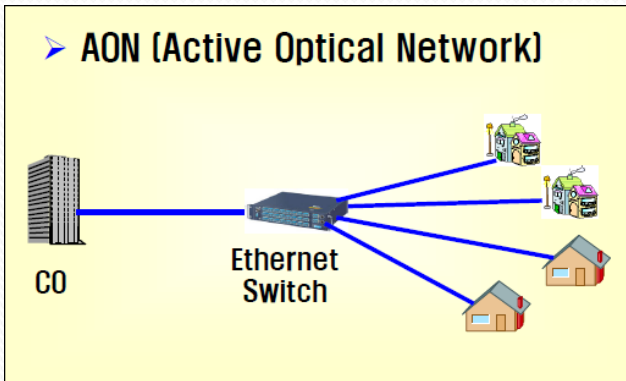 ➢ AON (Active Optical Network)
CO
Ethernet
Switch